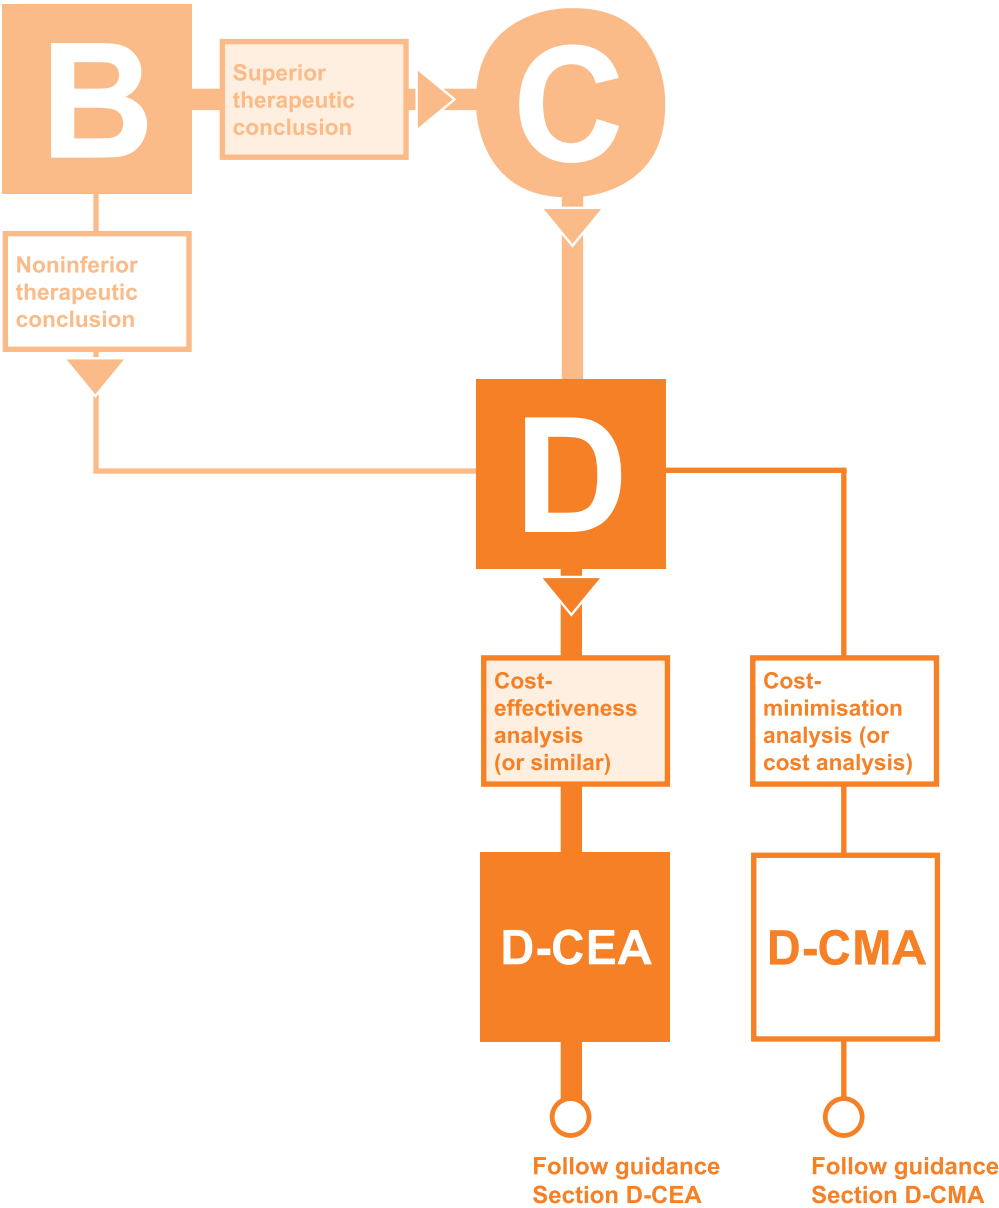 B
Superior
therapeutic
conclusion
C
Noninferior
therapeutic
conclusion
D
Cost-
effectiveness
analysis
(or similar)
Cost-
minimisation
analysis (or
cost analysis)
D-CEA
D-CMA
Follow guidance
Section D-CEA
Follow guidance
Section D-CMA